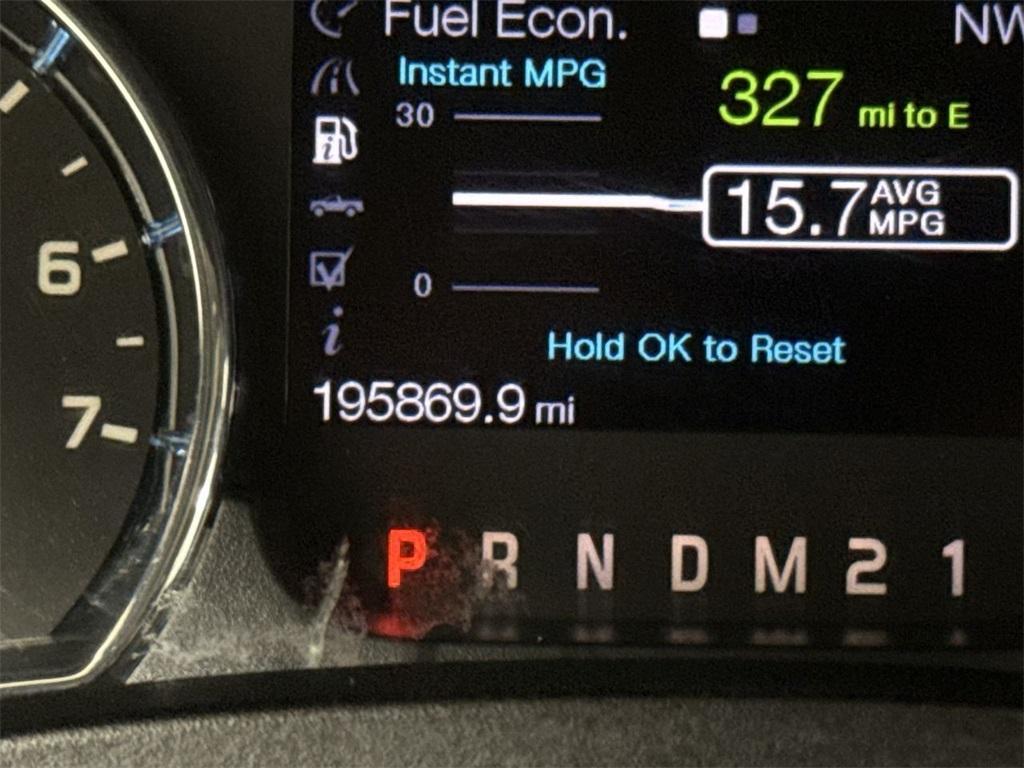 Fuel Econ.
NW
Instant MPG
30
327 mi to E
15.7 AVG MPG
0
Hold OK to Reset
i
195869.9 mi
6
7
P R N D M 2 1